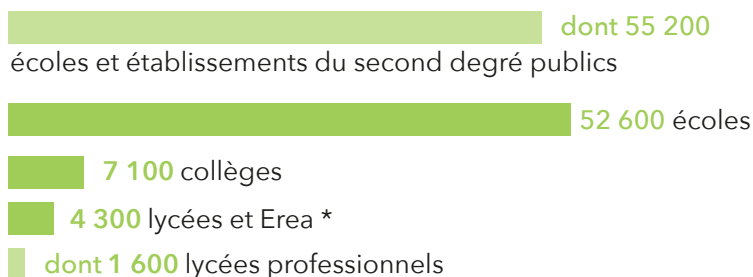 dont 55 200
écoles et établissements du second degré publics
52 600 écoles
7 100 collèges
4 300 lycées et Erea *
dont 1 600 lycées professionnels